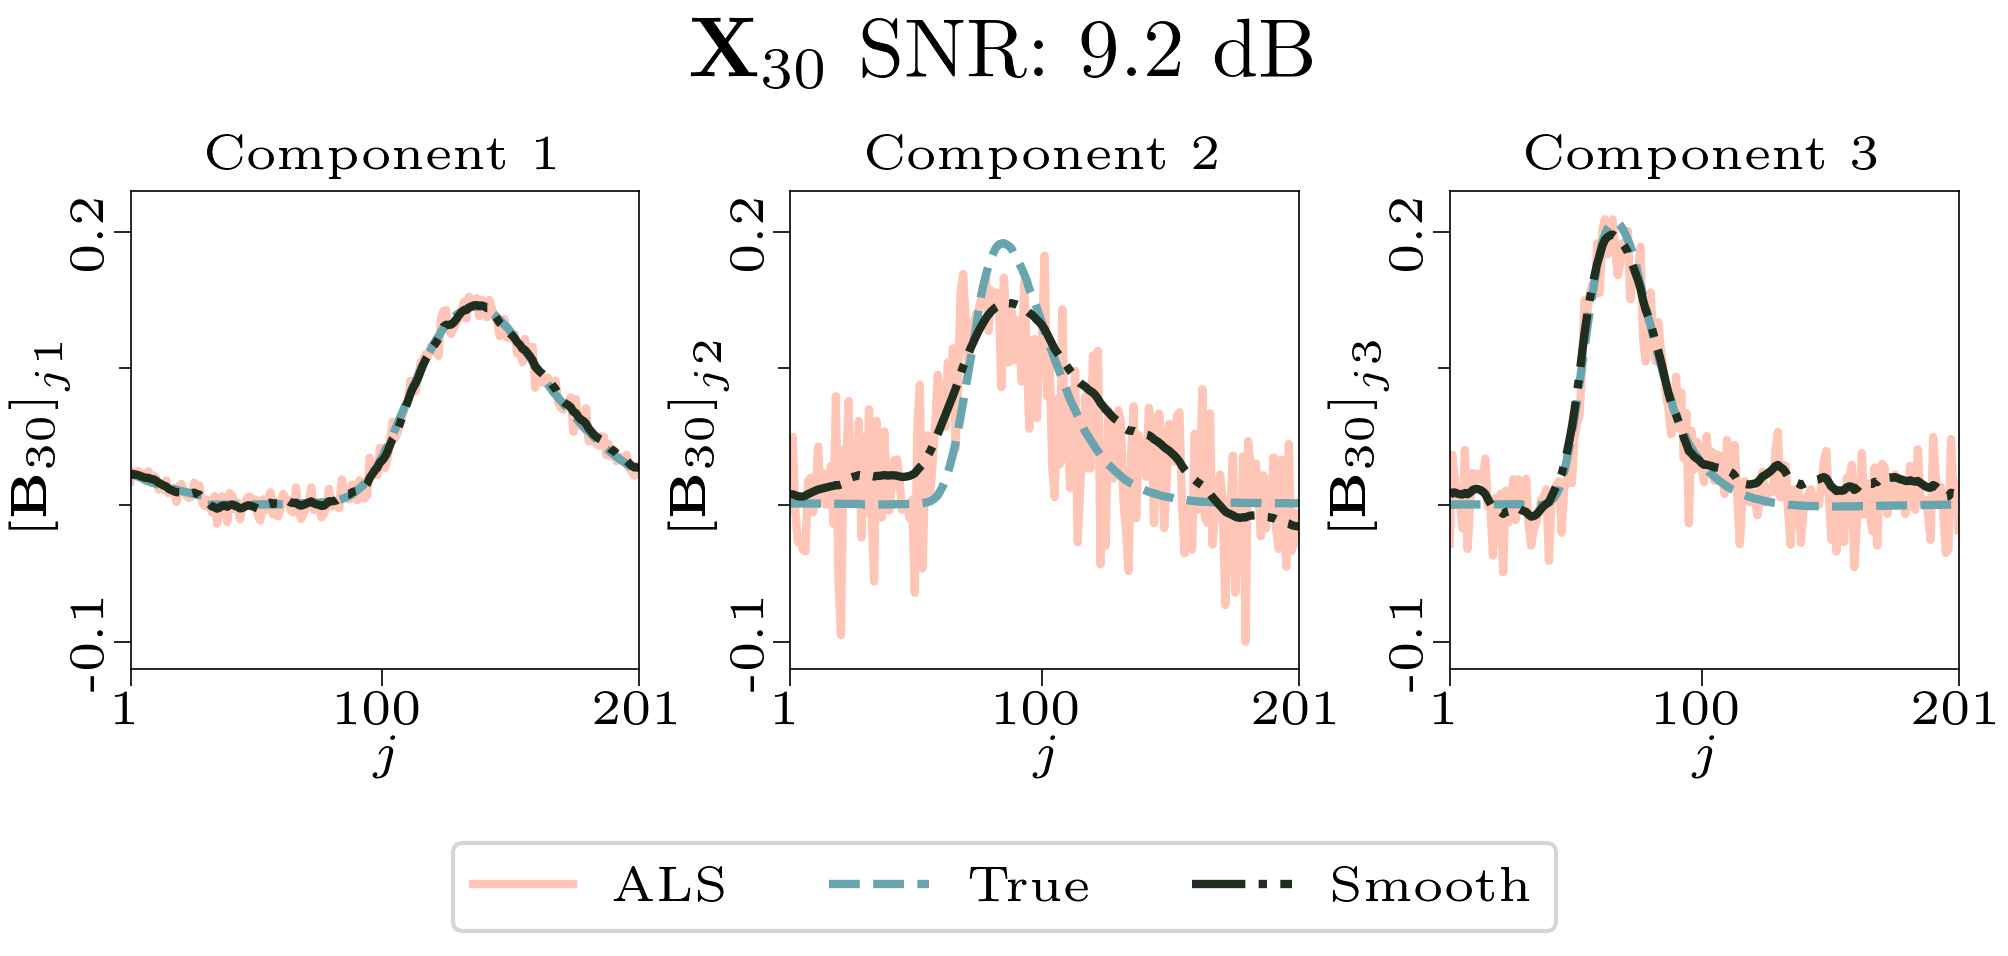 X30 SNR: 9.2 dB
Component 1
Component 2
Component 3
[B30]j1
0.2
-0.1
1
100
201
j
[B30]j2
0.2
-0.1
1
100
201
j
[B30]j3
0.2
-0.1
1
100
201
j
ALS
True
Smooth